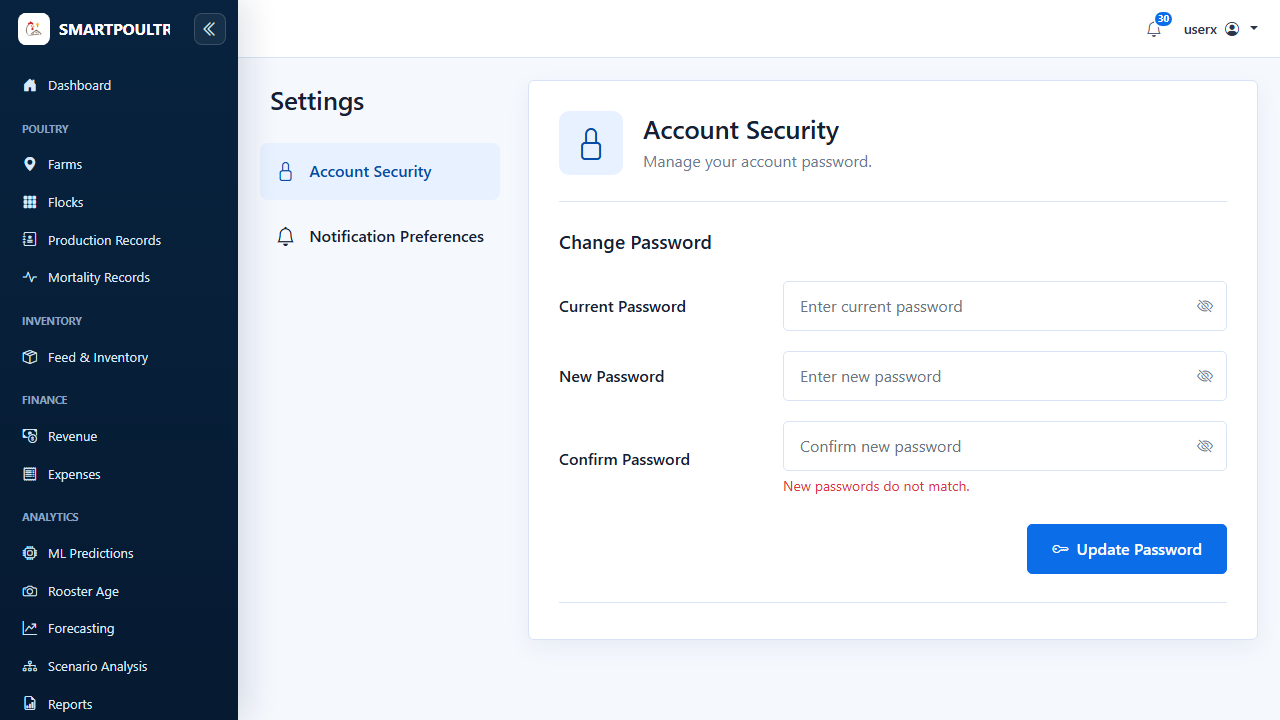 SMARTPOULTR
30
userx
Dashboard
POULTRY
Farms
Flocks
Production Records
Mortality Records
INVENTORY
Feed & Inventory
FINANCE
Revenue
Expenses
ANALYTICS
ML Predictions
Rooster Age
Forecasting
Scenario Analysis
Reports
Settings
Account Security
Notification Preferences
Account Security
Manage your account password.
Change Password
Current Password
Enter current password
New Password
Enter new password
Confirm Password
Confirm new password
New passwords do not match.
Update Password